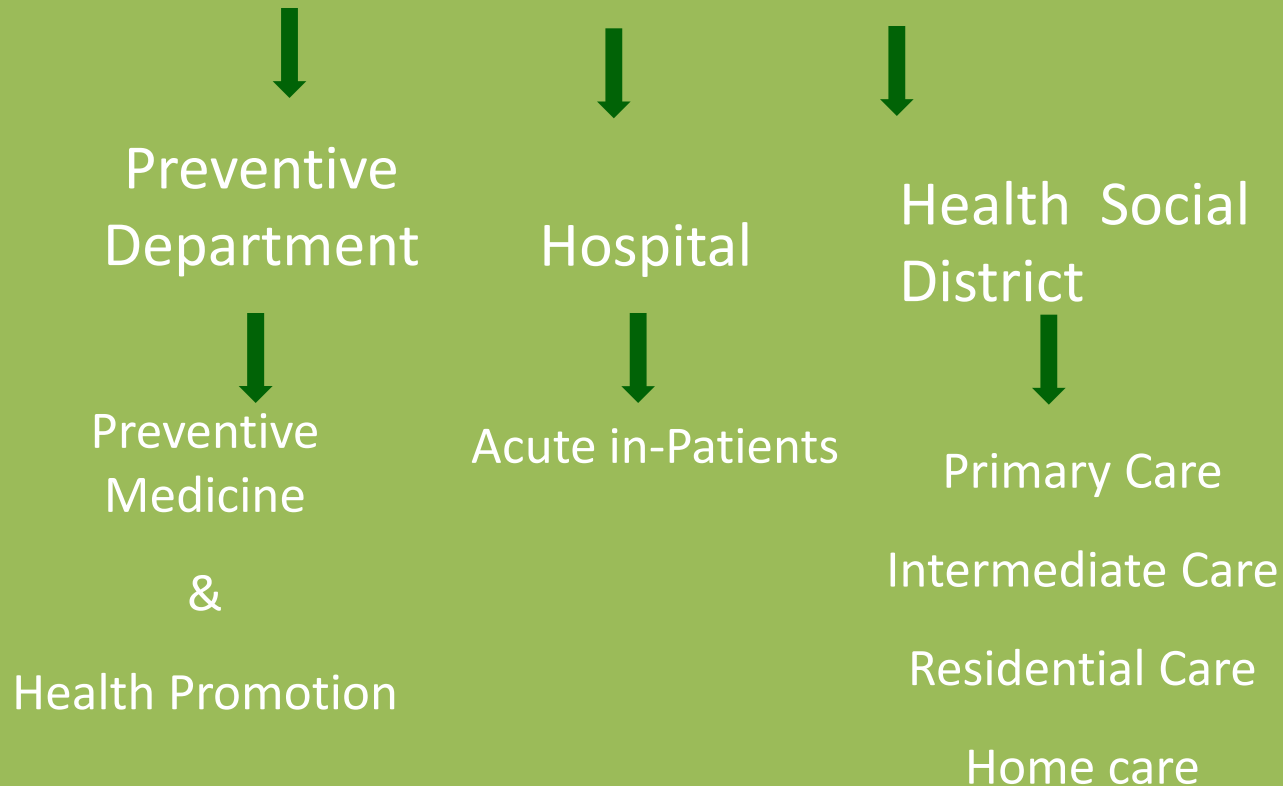 Preventive
Department
Hospital
Health Social
District
Preventive
Medicine
&
Health Promotion
Acute in-Patients
Primary Care
Intermediate Care
Residential Care
Home care